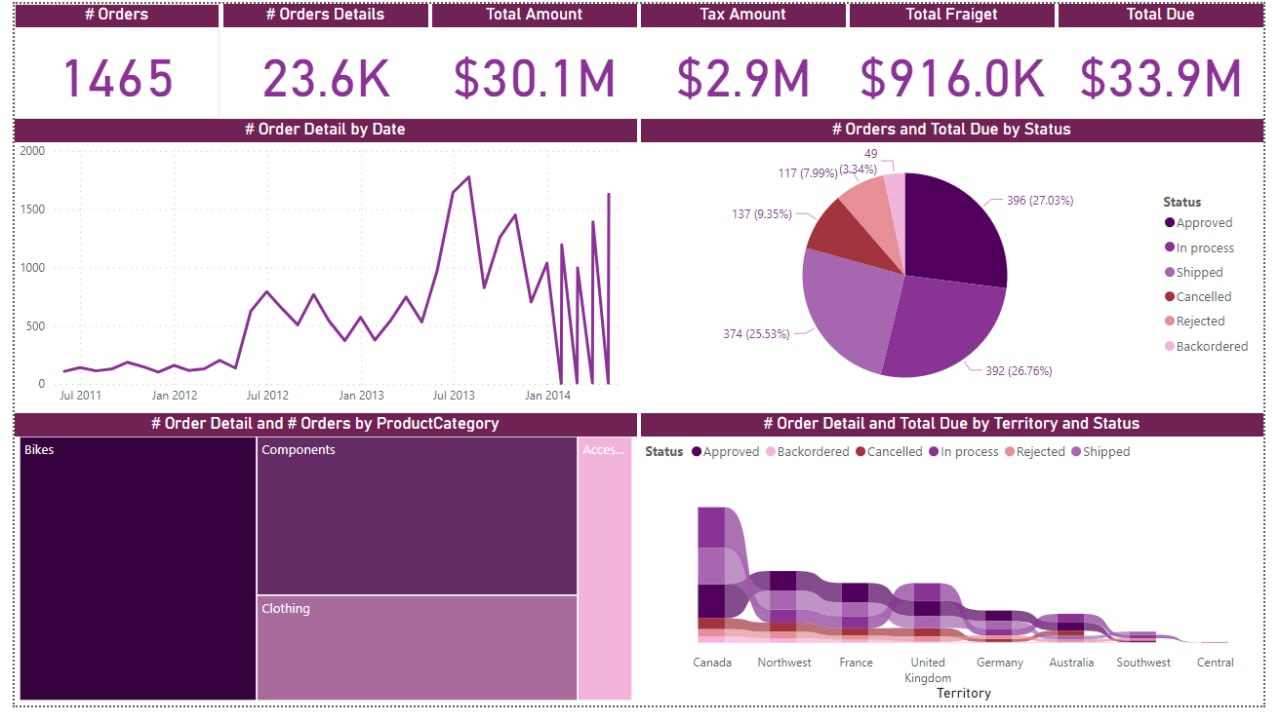 # Orders
# Orders Details
Total Amount
Tax Amount
Total Fraiget
Total Due
1465
23.6K
$30.1M
$2.9M
$916.0K
$33.9M
# Order Detail by Date
2000
1500
1000
500
0
Jul 2011
Jan 2012
Jul 2012
Jan 2013
Jul 2013
Jan 2014
# Orders and Total Due by Status
49
(3.34%)
117 (7.99%)
137 (9.35%)
374 (25.53%)
396 (27.03%)
392 (26.76%)
Status
Approved
In process
Shipped
Cancelled
Rejected
Backordered
# Order Detail and # Orders by ProductCategory
Bikes
Components
Clothing
Acces...
# Order Detail and Total Due by Territory and Status
Status Approved Backordered Cancelled In process Rejected Shipped
Canada
Northwest
France
United
Kingdom
Germany
Australia
Southwest
Central
Territory